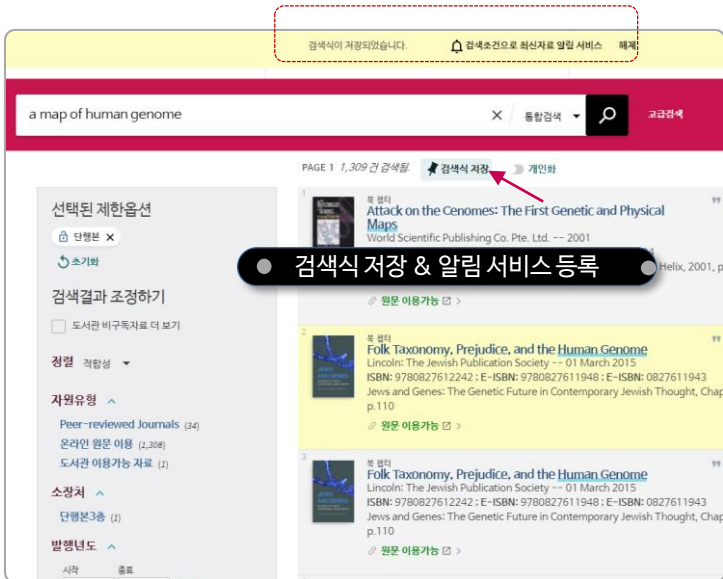 검색식이 저장되었습니다. 검색조건으로 최신자료 알림 서비스 해제
a map of human genome
통합검색
고급검색
PAGE 1 1,309 건 검색됨. 검색식 저장 개인화
선택된 제한옵션
단행본 ×
초기화
검색결과 조정하기
도서관 비구독자료 더 보기
정렬 적합성
자원유형
Peer-reviewed Journals (34)
온라인 원문 이용 (1,308)
도서관 이용가능 자료 (1)
소장처
단행본3층 (1)
발행년도
시작 종료
1
북 챕터
Attack on the Cenomes: The First Genetic and Physical
Maps
World Scientific Publishing Co. Pte. Ltd. -- 2001
Helix, 2001, p
원문 이용가능
검색식 저장 & 알림 서비스 등록
2
북 챕터
Folk Taxonomy, Prejudice, and the Human Genome
Lincoln: The Jewish Publication Society -- 01 March 2015
ISBN: 9780827612242 ; E-ISBN: 9780827611948 ; E-ISBN: 0827611943
Jews and Genes: The Genetic Future in Contemporary Jewish Thought, Chap
p.110
원문 이용가능
3
북 챕터
Folk Taxonomy, Prejudice, and the Human Genome
Lincoln: The Jewish Publication Society -- 01 March 2015
ISBN: 9780827612242 ; E-ISBN: 9780827611948 ; E-ISBN: 0827611943
Jews and Genes: The Genetic Future in Contemporary Jewish Thought, Chap
p.110
원문 이용가능